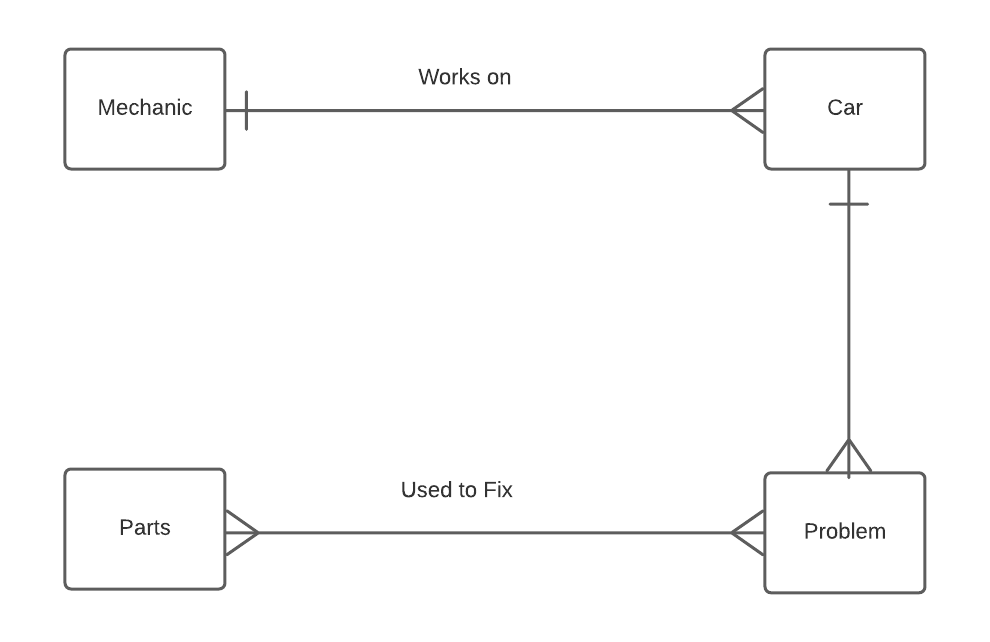 Works on
Mechanic
Car
Used to Fix
Parts
Problem